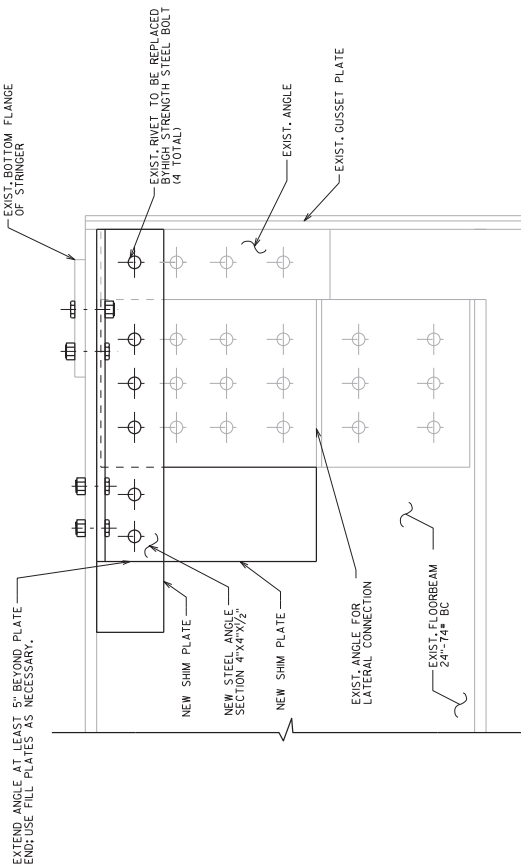 EXTEND ANGLE AT LEAST 5" BEYOND PLATE
END; USE FILL PLATES AS NECESSARY.
NEW SHIM PLATE
NEW STEEL ANGLE
SECTION 4"X4"X1/2"
NEW SHIM PLATE
EXIST. ANGLE FOR
LATERAL CONNECTION
EXIST. FLOORBEAM
24"-74# BC
EXIST. BOTTOM FLANGE
OF STRINGER
EXIST. RIVET TO BE REPLACED
BYHIGH STRENGTH STEEL BOLT
(4 TOTAL)
EXIST. ANGLE
EXIST. GUSSET PLATE